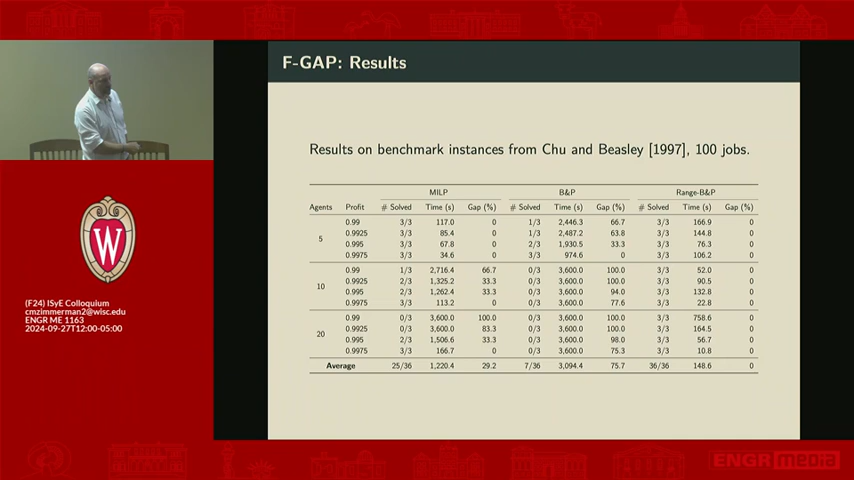 F-GAP: Results
Results on benchmark instances from Chu and Beasley [1997], 100 jobs.
MILP B&P Range-B&P
Agents Profit # Solved Time (s) Gap (%) # Solved Time (s) Gap (%) # Solved Time (s) Gap (%)
0.99 3/3 117.0 0 1/3 2,446.3 66.7 3/3 166.9 0
0.9925 3/3 85.4 0 1/3 2,487.2 63.8 3/3 144.8 0
5
0.995 3/3 67.8 0 2/3 1,930.5 33.3 3/3 76.3 0
0.9975 3/3 34.6 0 3/3 974.6 0 3/3 106.2 0
0.99 1/3 2,716.4 66.7 0/3 3,600.0 100.0 3/3 52.0 0
0.9925 2/3 1,325.2 33.3 0/3 3,600.0 100.0 3/3 90.5 0
10
0.995 2/3 1,262.4 33.3 0/3 3,600.0 94.0 3/3 132.8 0
0.9975 3/3 113.2 0 0/3 3,600.0 77.6 3/3 22.8 0
0.99 0/3 3,600.0 100.0 0/3 3,600.0 100.0 3/3 758.6 0
0.9925 0/3 3,600.0 83.3 0/3 3,600.0 100.0 3/3 164.5 0
20
0.995 2/3 1,506.6 33.3 0/3 3,600.0 98.0 3/3 56.7 0
0.9975 3/3 166.7 0 0/3 3,600.0 75.3 3/3 10.8 0
Average 25/36 1,220.4 29.2 7/36 3,094.4 75.7 36/36 148.6 0
W
(F24) ISyE Colloquium
cmzimmerman2@wisc.edu
ENGR ME 1163
2024-09-27T12:00-05:00
ENGR media